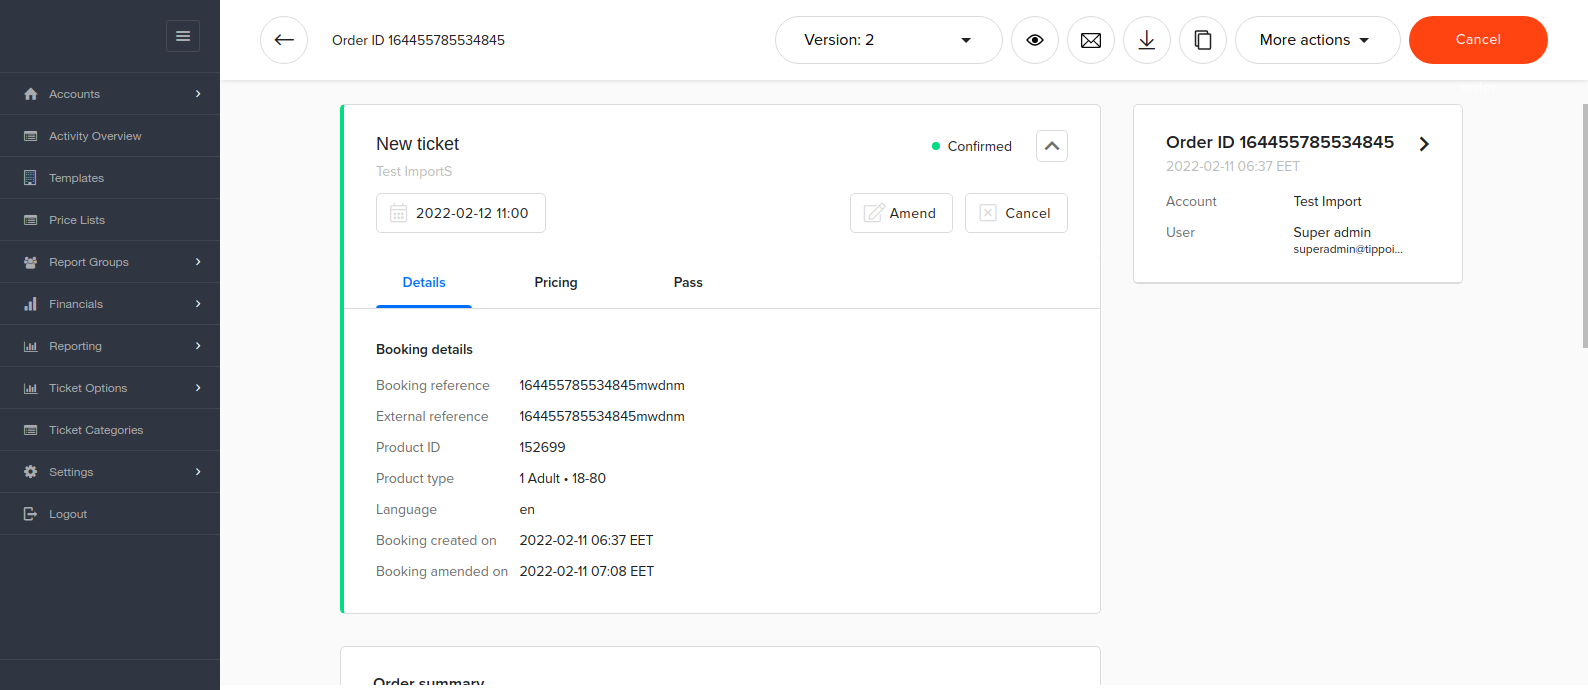 Order ID 164455785534845
Version: 2
More actions
Cancel
Accounts
Activity Overview
Templates
Price Lists
Report Groups
Financials
Reporting
Ticket Options
Ticket Categories
Settings
Logout
New ticket
Confirmed
Test ImportS
2022-02-12 11:00
Amend
Cancel
Details
Pricing
Pass
Booking details
Booking reference 164455785534845mwdnm
External reference 164455785534845mwdnm
Product ID 152699
Product type 1 Adult • 18-80
Language en
Booking created on 2022-02-11 06:37 EET
Booking amended on 2022-02-11 07:08 EET
Order summary
Order ID 164455785534845
2022-02-11 06:37 EET
Account Test Import
User Super admin
superadmin@tippoi...